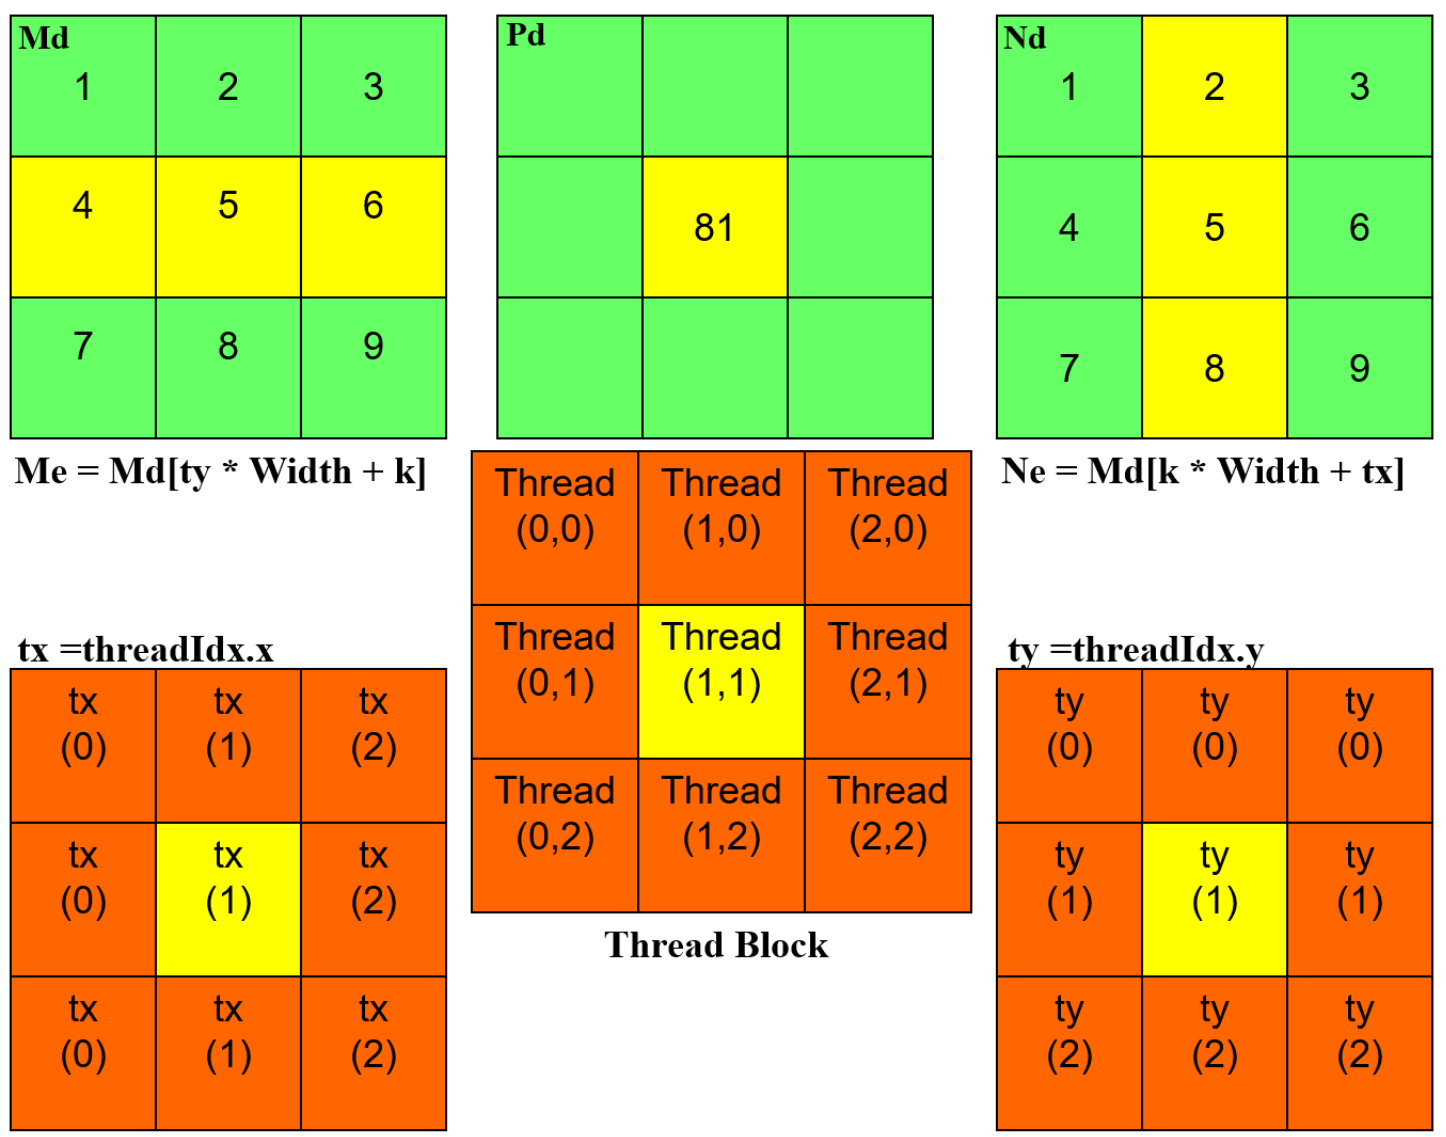 Md
1 2 3
4 5 6
7 8 9
Me = Md[ty * Width + k]
Pd
81
Nd
1 2 3
4 5 6
7 8 9
Ne = Md[k * Width + tx]
Thread Thread Thread
(0,0) (1,0) (2,0)
Thread Thread Thread
(0,1) (1,1) (2,1)
Thread Thread Thread
(0,2) (1,2) (2,2)
Thread Block
tx =threadIdx.x
tx tx tx
(0) (1) (2)
tx tx tx
(0) (1) (2)
tx tx tx
(0) (1) (2)
ty =threadIdx.y
ty ty ty
(0) (0) (0)
ty ty ty
(1) (1) (1)
ty ty ty
(2) (2) (2)